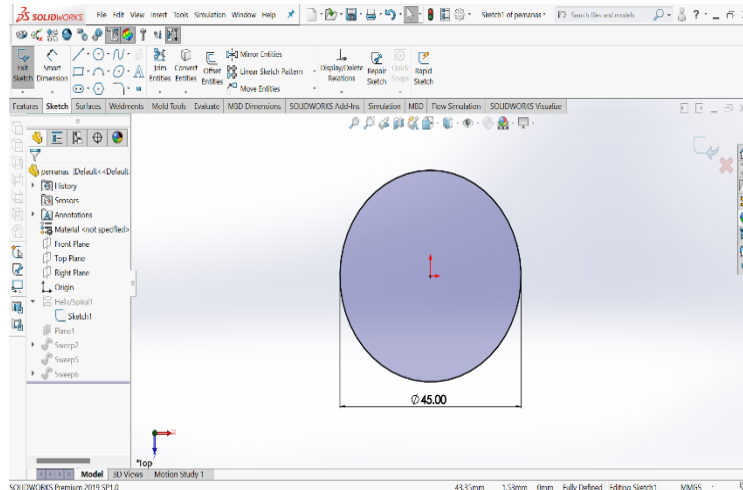 SOLIDWORKS File Edit View Insert Tools Simulation Window Help Sketch1 of pemanas * Search files and models
Exit Sketch
Smart Dimension
Trim Entities
Convert Entities
Offset Entities
Mirror Entities
Linear Sketch Pattern
Move Entities
Display/Delete Relations
Repair Sketch
Quick Snaps
Rapid Sketch
Features Sketch Surfaces Weldments Mold Tools Evaluate MBD Dimensions SOLIDWORKS Add-Ins Simulation MBD Flow Simulation SOLIDWORKS Visualize
pemanas (Default<<Default
History
Sensors
Annotations
Material <not specified>
Front Plane
Top Plane
Right Plane
Origin
Helix/Spiral1
Sketch1
Plane1
Sweep2
Sweep5
Sweep6
Ø 45.00
*Top
Model 3D Views Motion Study 1
SOLIDWORKS Premium 2019 SP1.0 43.35mm 1.53mm 0mm Fully Defined Editing Sketch1 MMGS